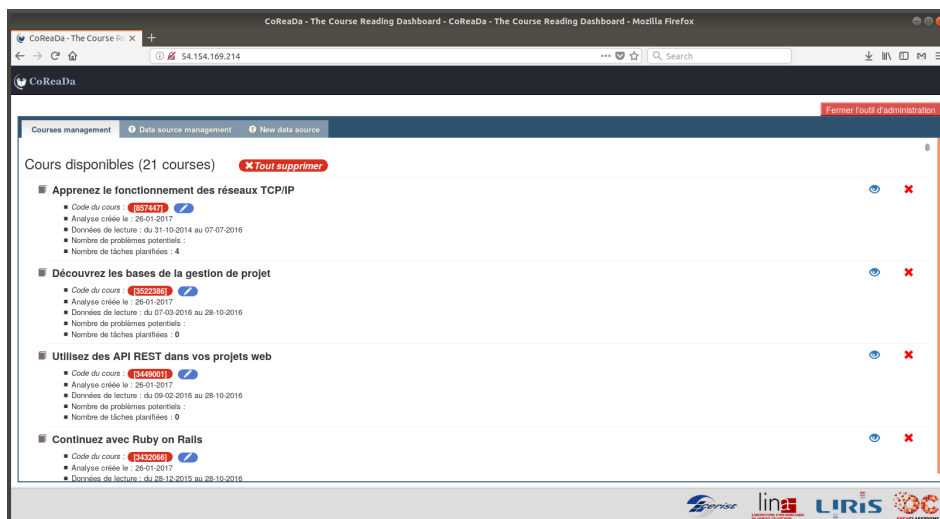 CoReaDa - The Course Reading Dashboard - CoReaDa - The Course Reading Dashboard - Mozilla Firefox
CoReaDa - The Course Re
54.154.169.214
Search
CoReaDa
Fermer l'outil d'administration
Courses management
Data source management
New data source
Cours disponibles (21 courses)
Tout supprimer
Apprenez le fonctionnement des réseaux TCP/IP
Code du cours : [857447]
Analyse créée le : 26-01-2017
Données de lecture : du 31-10-2014 au 07-07-2016
Nombre de problèmes potentiels :
Nombre de tâches planifiées : 4
Découvrez les bases de la gestion de projet
Code du cours : [3522386]
Analyse créée le : 26-01-2017
Données de lecture : du 07-03-2016 au 28-10-2016
Nombre de problèmes potentiels :
Nombre de tâches planifiées : 0
Utilisez des API REST dans vos projets web
Code du cours : [3449001]
Analyse créée le : 26-01-2017
Données de lecture : du 09-02-2016 au 28-10-2016
Nombre de problèmes potentiels :
Nombre de tâches planifiées : 0
Continuez avec Ruby on Rails
Code du cours : [3432066]
Analyse créée le : 26-01-2017
Données de lecture : du 28-12-2015 au 28-10-2016
cerist
lina
LIRIS
OC